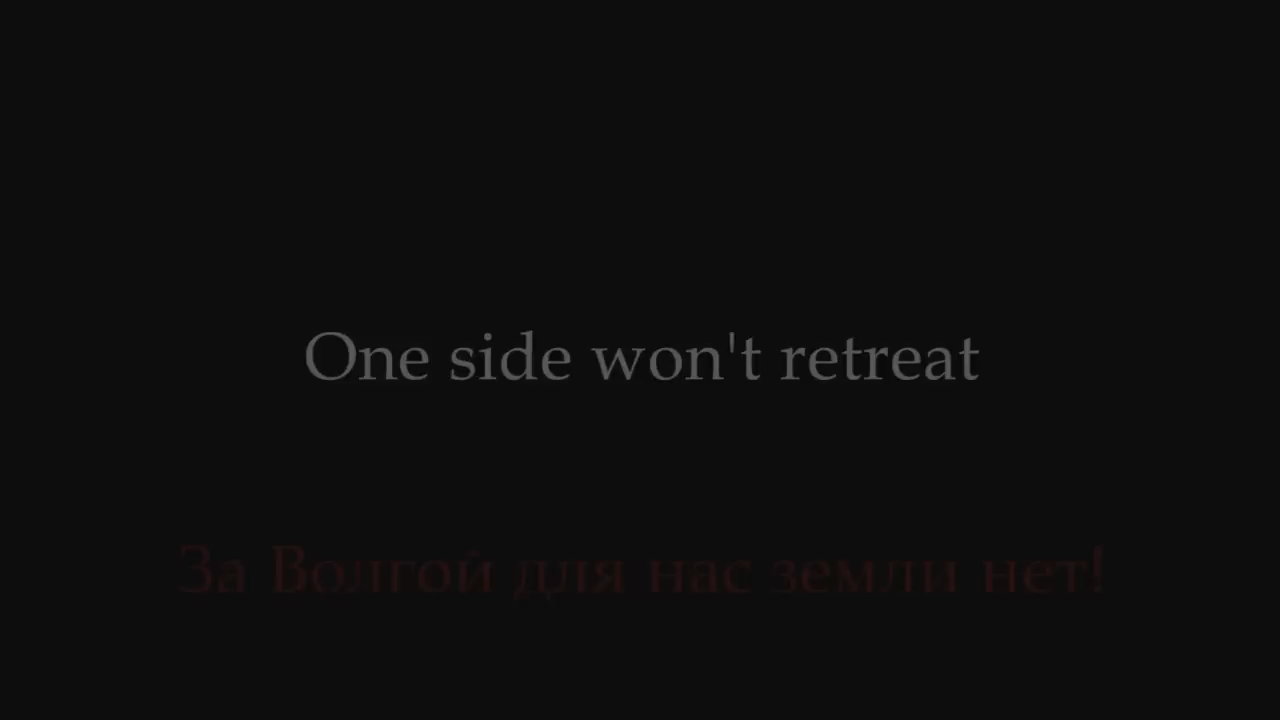 One side won't retreat
За Волгой для нас земли нет!